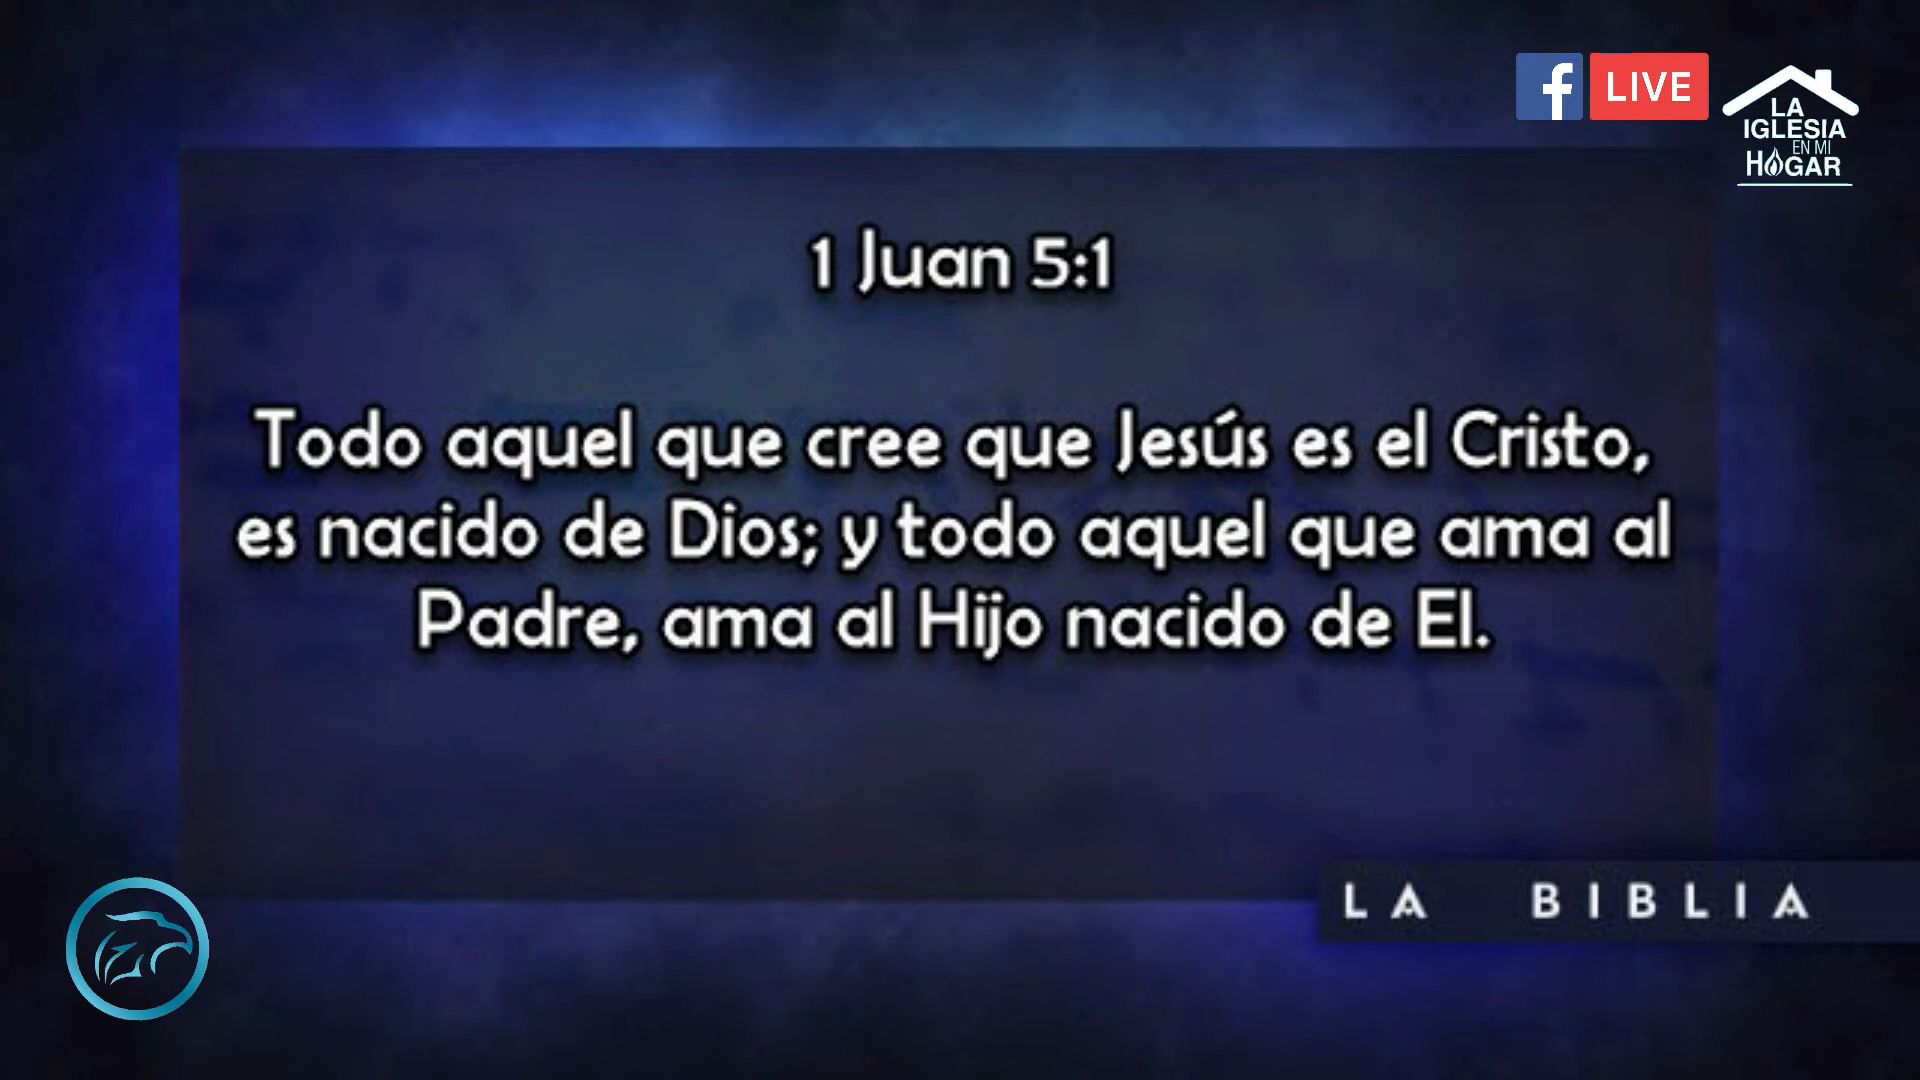 f LIVE
LA
IGLESIA
EN MI
HOGAR
1 Juan 5:1
Todo aquel que cree que Jesús es el Cristo,
es nacido de Dios; y todo aquel que ama al
Padre, ama al Hijo nacido de El.
LA BIBLIA